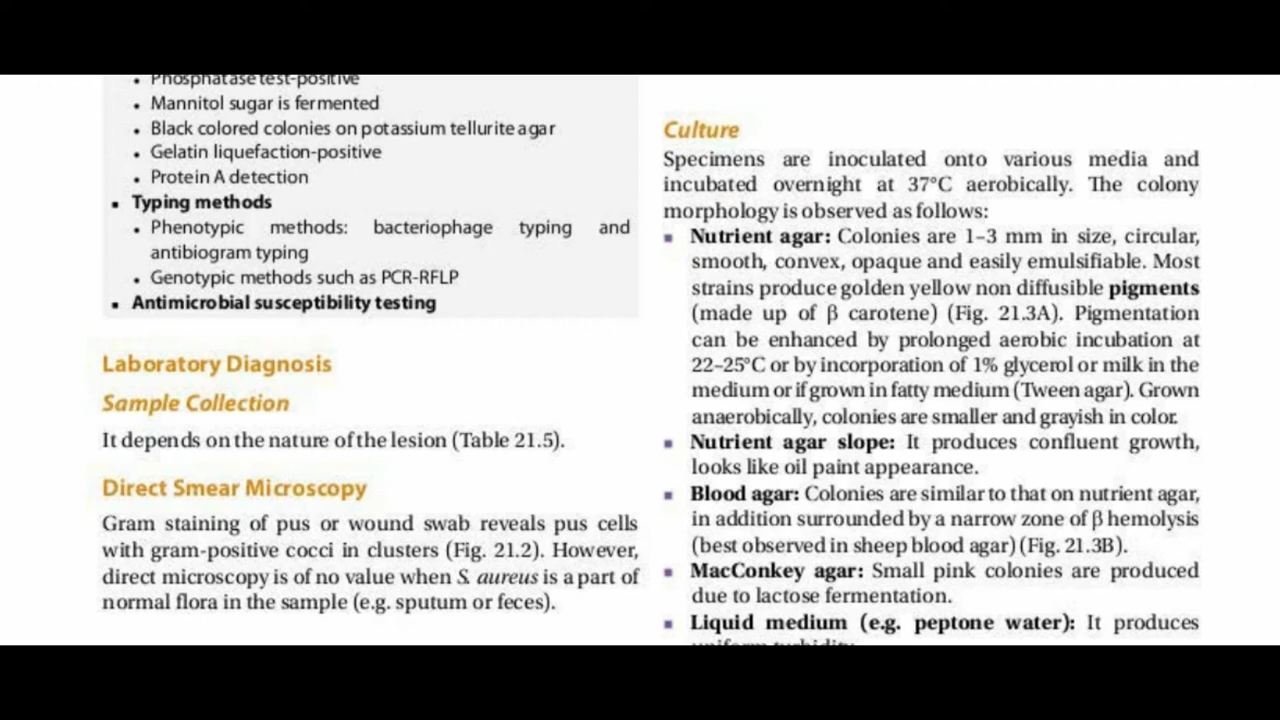 • Phosphatase test-positive
• Mannitol sugar is fermented
• Black colored colonies on potassium tellurite agar
• Gelatin liquefaction-positive
• Protein A detection
▪ Typing methods
• Phenotypic methods: bacteriophage typing and
antibiogram typing
• Genotypic methods such as PCR-RFLP
▪ Antimicrobial susceptibility testing
Laboratory Diagnosis
Sample Collection
It depends on the nature of the lesion (Table 21.5).
Direct Smear Microscopy
Gram staining of pus or wound swab reveals pus cells
with gram-positive cocci in clusters (Fig. 21.2). However,
direct microscopy is of no value when S. aureus is a part of
normal flora in the sample (e.g. sputum or feces).
Culture
Specimens are inoculated onto various media and
incubated overnight at 37°C aerobically. The colony
morphology is observed as follows:
▪ Nutrient agar: Colonies are 1–3 mm in size, circular,
smooth, convex, opaque and easily emulsifiable. Most
strains produce golden yellow non diffusible pigments
(made up of β carotene) (Fig. 21.3A). Pigmentation
can be enhanced by prolonged aerobic incubation at
22–25°C or by incorporation of 1% glycerol or milk in the
medium or if grown in fatty medium (Tween agar). Grown
anaerobically, colonies are smaller and grayish in color.
▪ Nutrient agar slope: It produces confluent growth,
looks like oil paint appearance.
▪ Blood agar: Colonies are similar to that on nutrient agar,
in addition surrounded by a narrow zone of β hemolysis
(best observed in sheep blood agar) (Fig. 21.3B).
▪ MacConkey agar: Small pink colonies are produced
due to lactose fermentation.
▪ Liquid medium (e.g. peptone water): It produces
uniform turbidity.